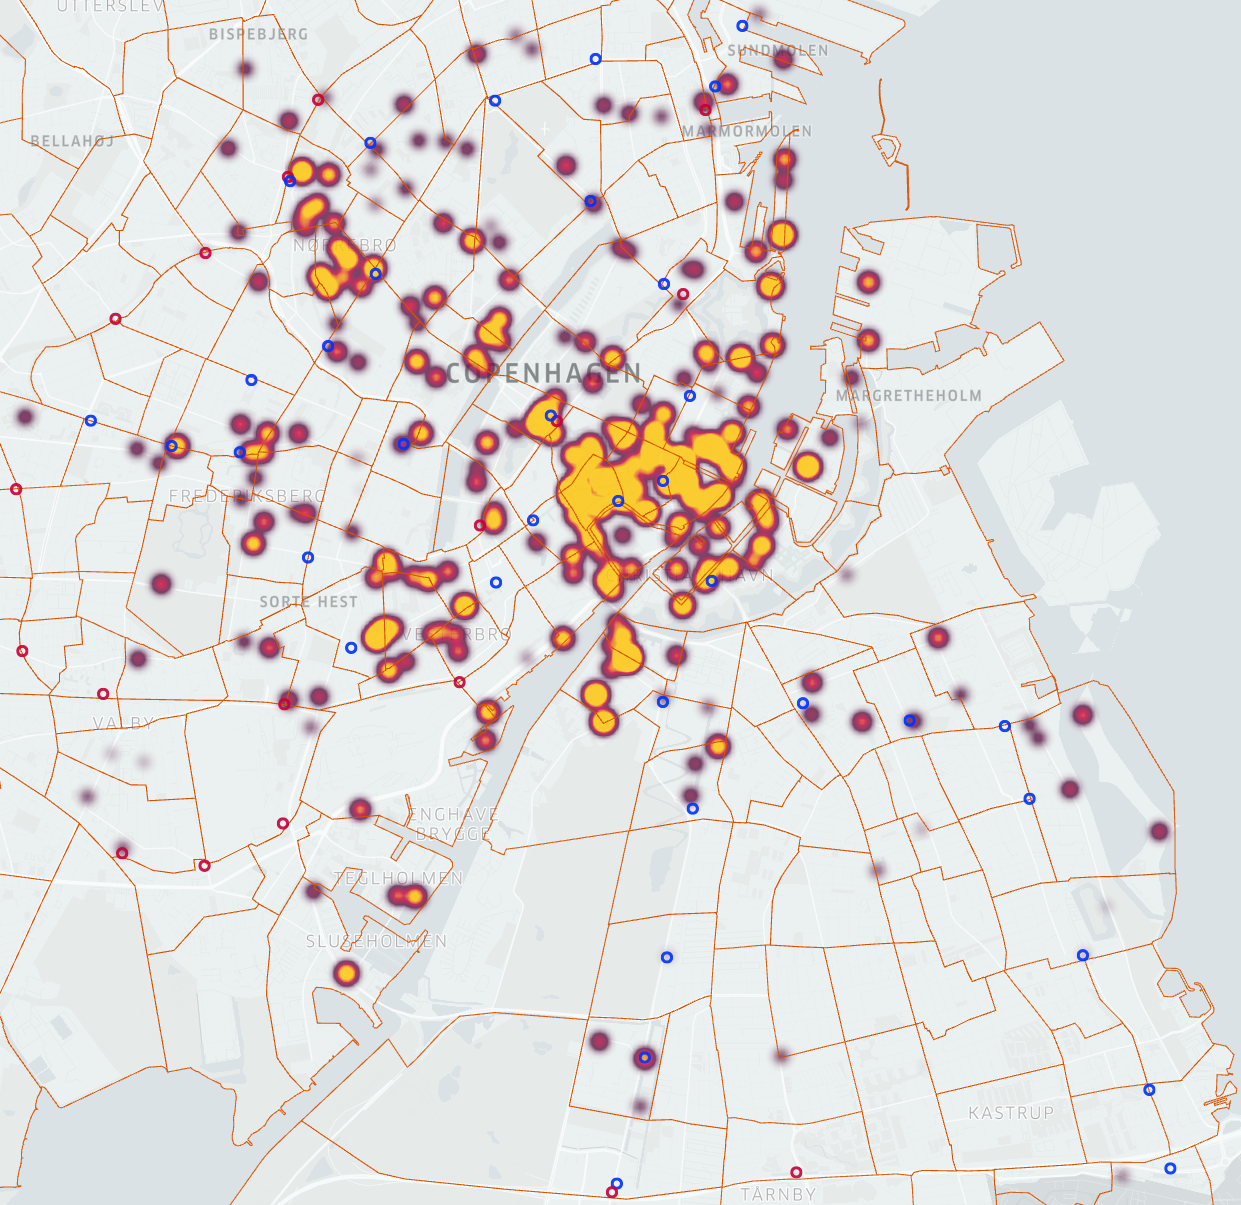 UTTERSLEV
BISPEBJERG
SUNDMOLEN
BELLAHØJ
MARMORMOLEN
NØRREBRO
COPENHAGEN
MARGRETHEHOLM
FREDERIKSBERG
CHRISTIANSHAVN
SORTE HEST
VESTERBRO
VALBY
ENGHAVE
BRYGGE
TEGLHOLMEN
SLUSEHOLMEN
KASTRUP
TÅRNBY